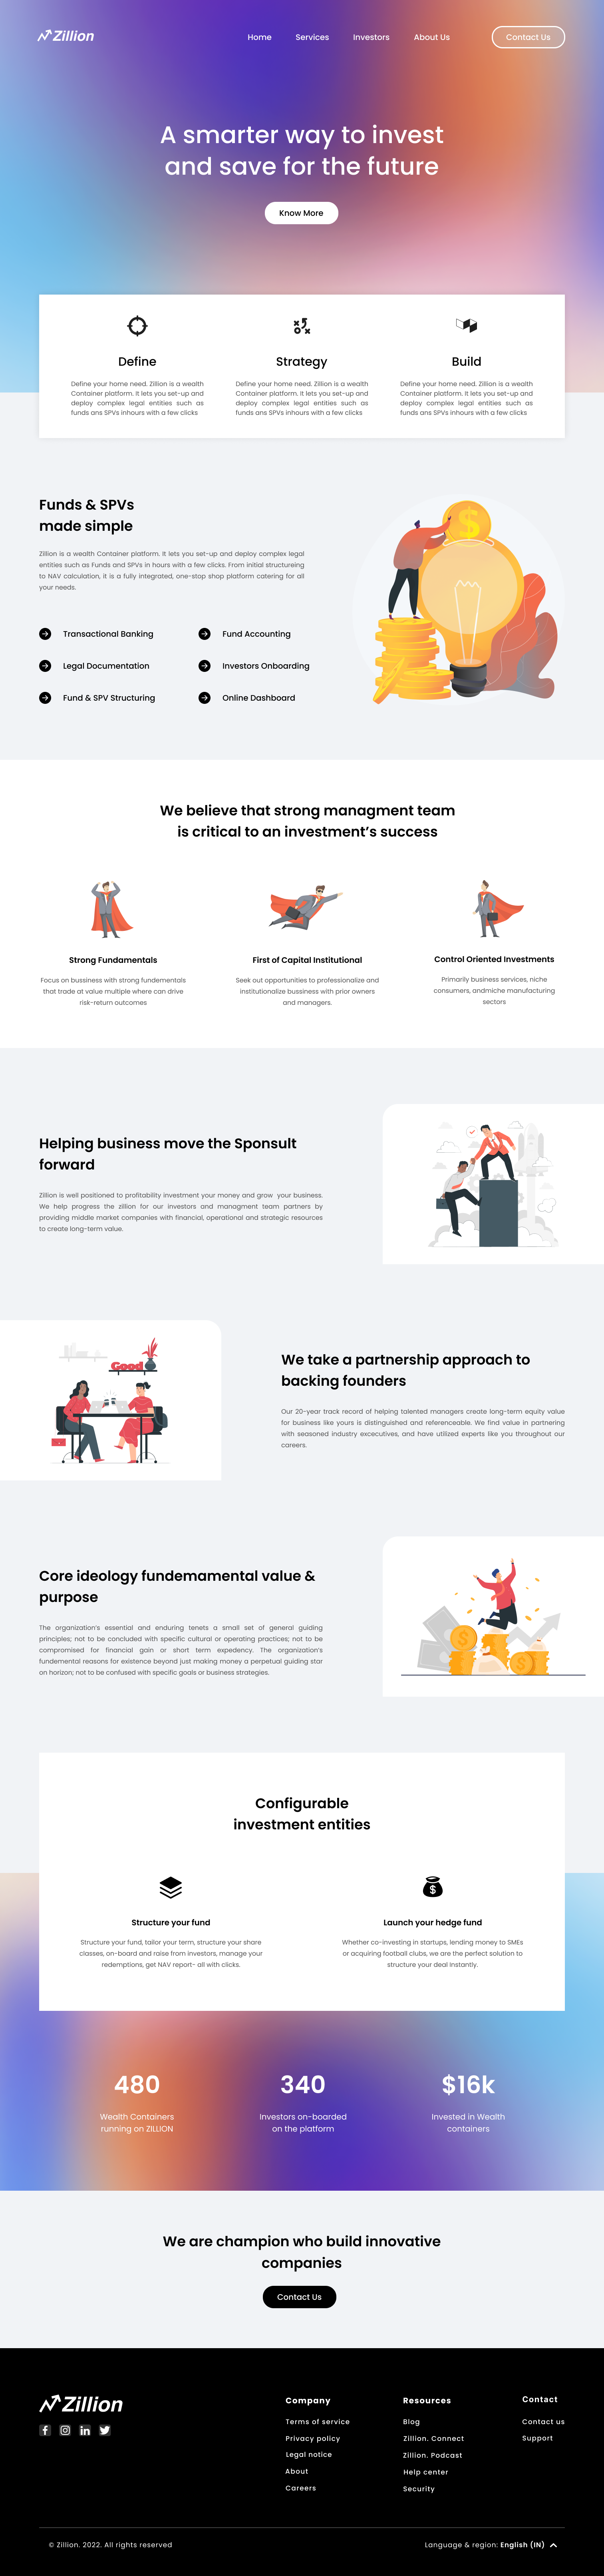 Zillion
Home Services Investors About Us Contact Us
A smarter way to invest
and save for the future
Know More
Define
Define your home need. Zillion is a wealth
Container platform. It lets you set-up and
deploy complex legal entities such as
funds ans SPVs inhours with a few clicks
Strategy
Define your home need. Zillion is a wealth
Container platform. It lets you set-up and
deploy complex legal entities such as
funds ans SPVs inhours with a few clicks
Build
Define your home need. Zillion is a wealth
Container platform. It lets you set-up and
deploy complex legal entities such as
funds ans SPVs inhours with a few clicks
Funds & SPVs
made simple
Zillion is a wealth Container platform. It lets you set-up and deploy complex legal
entities such as Funds and SPVs in hours with a few clicks. From initial structureing
to NAV calculation, it is a fully integrated, one-stop shop platform catering for all
your needs.
Transactional Banking
Fund Accounting
Legal Documentation
Investors Onboarding
Fund & SPV Structuring
Online Dashboard
$
We believe that strong managment team
is critical to an investment's success
Strong Fundamentals
Focus on bussiness with strong fundementals
that trade at value multiple where can drive
risk-return outcomes
First of Capital Institutional
Seek out opportunities to professionalize and
institutionalize bussiness with prior owners
and managers.
Control Oriented Investments
Primarily business services, niche
consumers, andmiche manufacturing
sectors
Helping business move the Sponsult
forward
Zillion is well positioned to profitability investment your money and grow your business.
We help progress the zillion for our investors and managment team partners by
providing middle market companies with financial, operational and strategic resources
to create long-term value.
Good
We take a partnership approach to
backing founders
Our 20-year track record of helping talented managers create long-term equity value
for business like yours is distinguished and referenceable. We find value in partnering
with seasoned industry excecutives, and have utilized experts like you throughout our
careers.
Core ideology fundemamental value &
purpose
The organization's essential and enduring tenets a small set of general guiding
principles; not to be concluded with specific cultural or operating practices; not to be
compromised for financial gain or short term expedency. The organization's
fundemental reasons for existence beyond just making money a perpetual guiding star
on horizon; not to be confused with specific goals or business strategies.
$
$
Configurable
investment entities
Structure your fund
Structure your fund, tailor your term, structure your share
classes, on-board and raise from investors, manage your
redemptions, get NAV report- all with clicks.
$
Launch your hedge fund
Whether co-investing in startups, lending money to SMEs
or acquiring football clubs, we are the perfect solution to
structure your deal instantly.
480
Wealth Containers
running on ZILLION
340
Investors on-boarded
on the platform
$16k
Invested in Wealth
containers
We are champion who build innovative
companies
Contact Us
Zillion
Company
Terms of service
Privacy policy
Legal notice
About
Careers
Resources
Blog
Zillion. Connect
Zillion. Podcast
Help center
Security
Contact
Contact us
Support
© Zillion. 2022. All rights reserved
Language & region: English (IN)